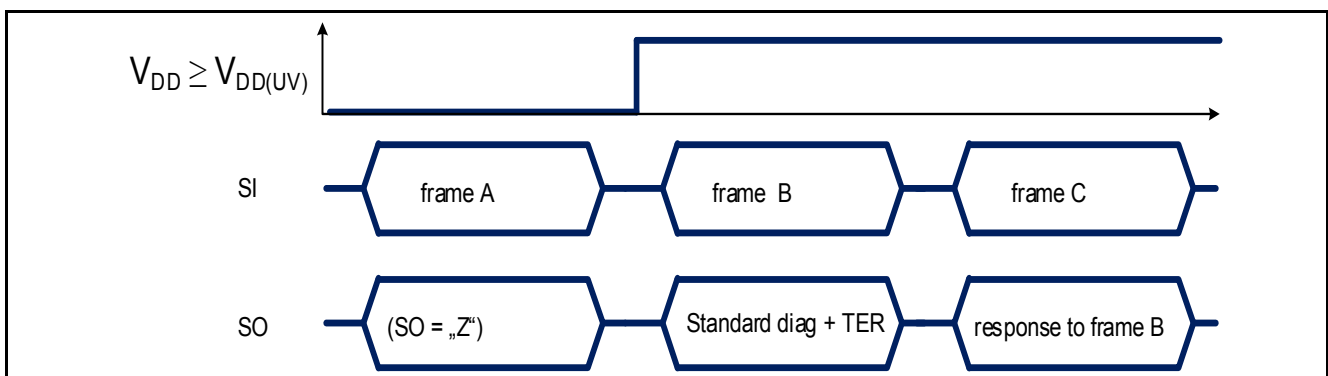 V_DD ≥ V_DD(UV)
SI frame A frame B frame C
SO (SO = „Z“) Standard diag + TER response to frame B